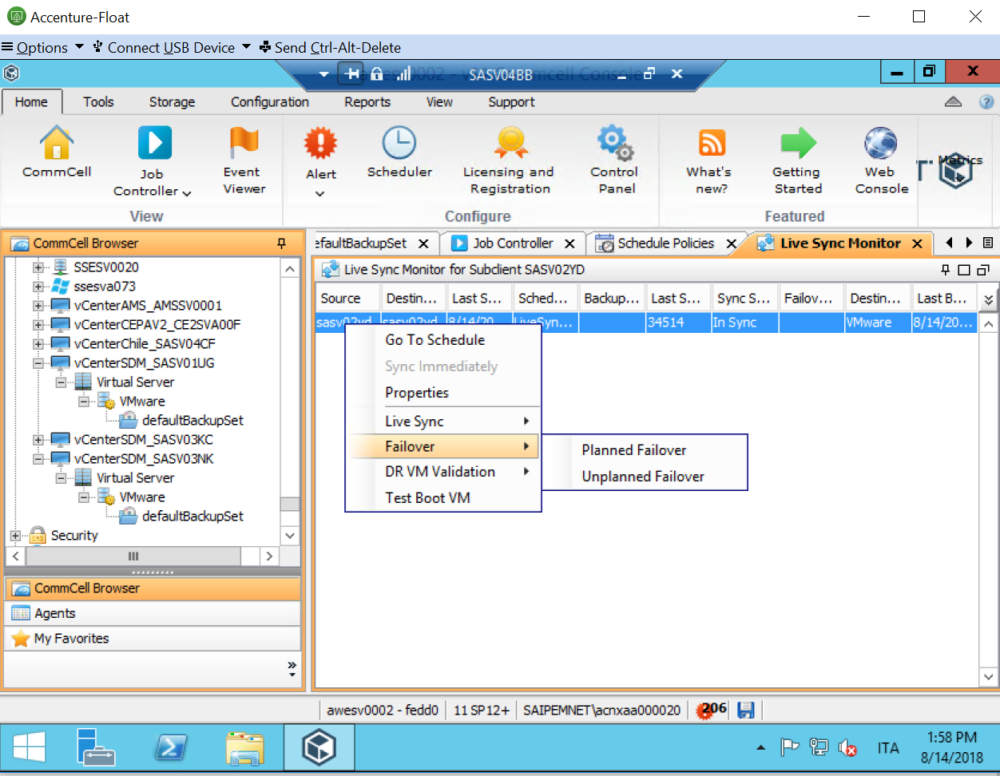 Accenture-Float
Options Connect USB Device Send Ctrl-Alt-Delete
SASV04BB
Home Tools Storage Configuration Reports View Support
CommCell
Job Controller
Event Viewer
View
Alert
Scheduler
Licensing and Registration
Control Panel
Configure
What's new?
Getting Started
Web Console
Featured
Metrics
CommCell Browser
SSESV0020
ssesva073
vCenterAMS_AMSSV0001
vCenterCEPAV2_CE2SVA00F
vCenterChile_SASV04CF
vCenterSDM_SASV01UG
Virtual Server
VMware
defaultBackupSet
vCenterSDM_SASV03KC
vCenterSDM_SASV03NK
Virtual Server
VMware
defaultBackupSet
Security
CommCell Browser
Agents
My Favorites
efaultBackupSet Job Controller Schedule Policies Live Sync Monitor
Live Sync Monitor for Subclient SASV02YD
Source Destin... Last S... Sched... Backup... Last S... Sync S... Failov... Destin... Last B...
sasv02yd sasv02yd 8/14/20... LiveSyn... 34514 In Sync VMware 8/14/20...
Go To Schedule
Sync Immediately
Properties
Live Sync
Failover
DR VM Validation
Test Boot VM
Planned Failover
Unplanned Failover
awesv0002 - fedd0 11 SP12+ SAIPEMNET\acnxaa000020 206
ITA
1:58 PM
8/14/2018